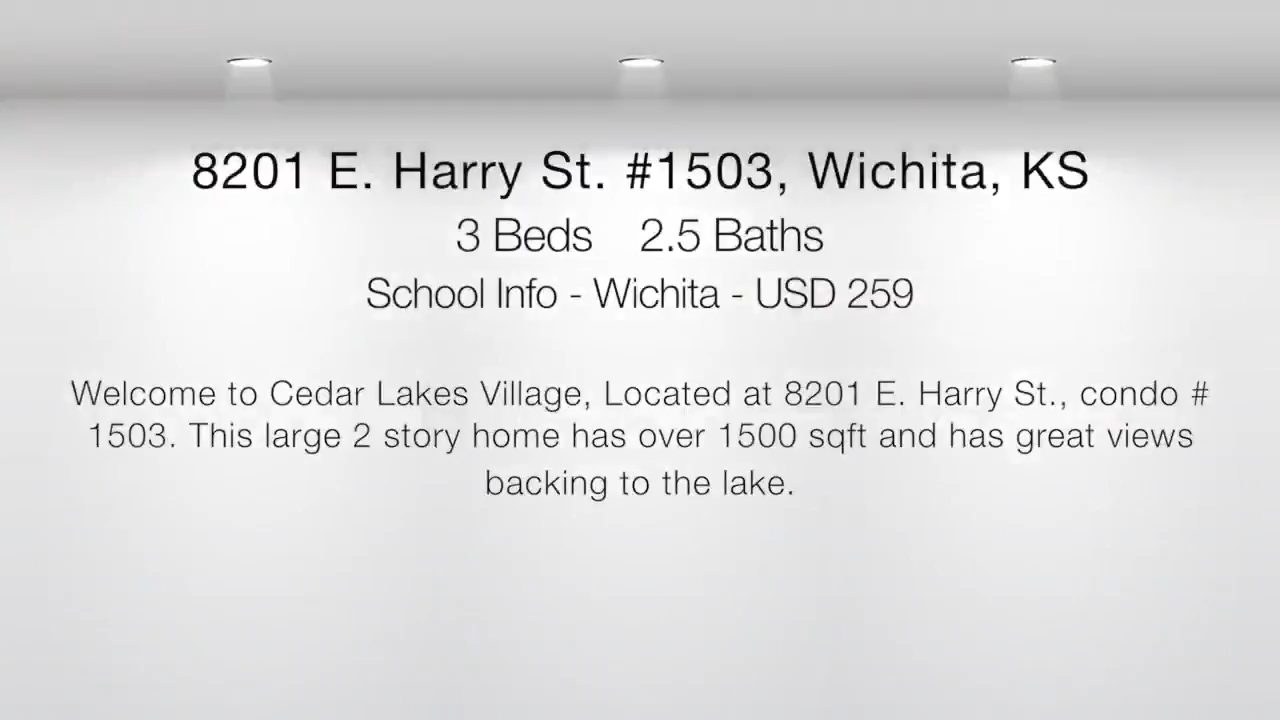 8201 E. Harry St. #1503, Wichita, KS
3 Beds 2.5 Baths
School Info - Wichita - USD 259
Welcome to Cedar Lakes Village, Located at 8201 E. Harry St., condo #
1503. This large 2 story home has over 1500 sqft and has great views
backing to the lake.